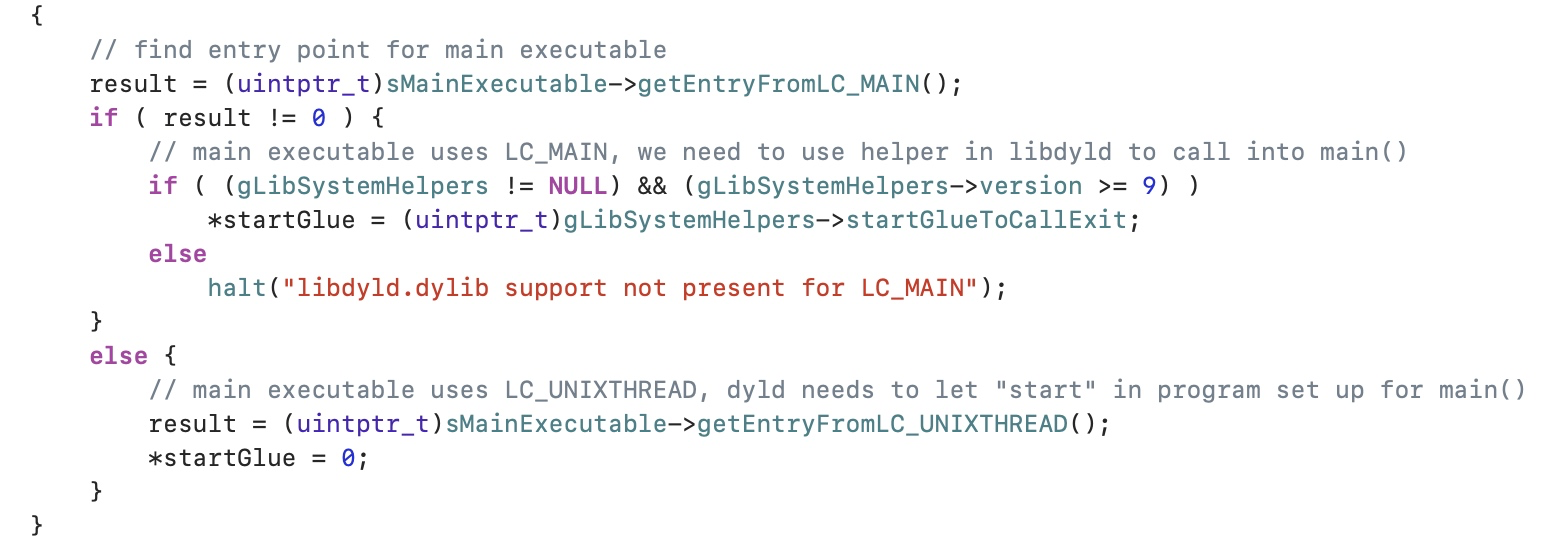 {
    // find entry point for main executable
    result = (uintptr_t)sMainExecutable->getEntryFromLC_MAIN();
    if ( result != 0 ) {
        // main executable uses LC_MAIN, we need to use helper in libdyld to call into main()
        if ( (gLibSystemHelpers != NULL) && (gLibSystemHelpers->version >= 9) )
            *startGlue = (uintptr_t)gLibSystemHelpers->startGlueToCallExit;
        else
            halt("libdyld.dylib support not present for LC_MAIN");
    }
    else {
        // main executable uses LC_UNIXTHREAD, dyld needs to let "start" in program set up for main()
        result = (uintptr_t)sMainExecutable->getEntryFromLC_UNIXTHREAD();
        *startGlue = 0;
    }
}